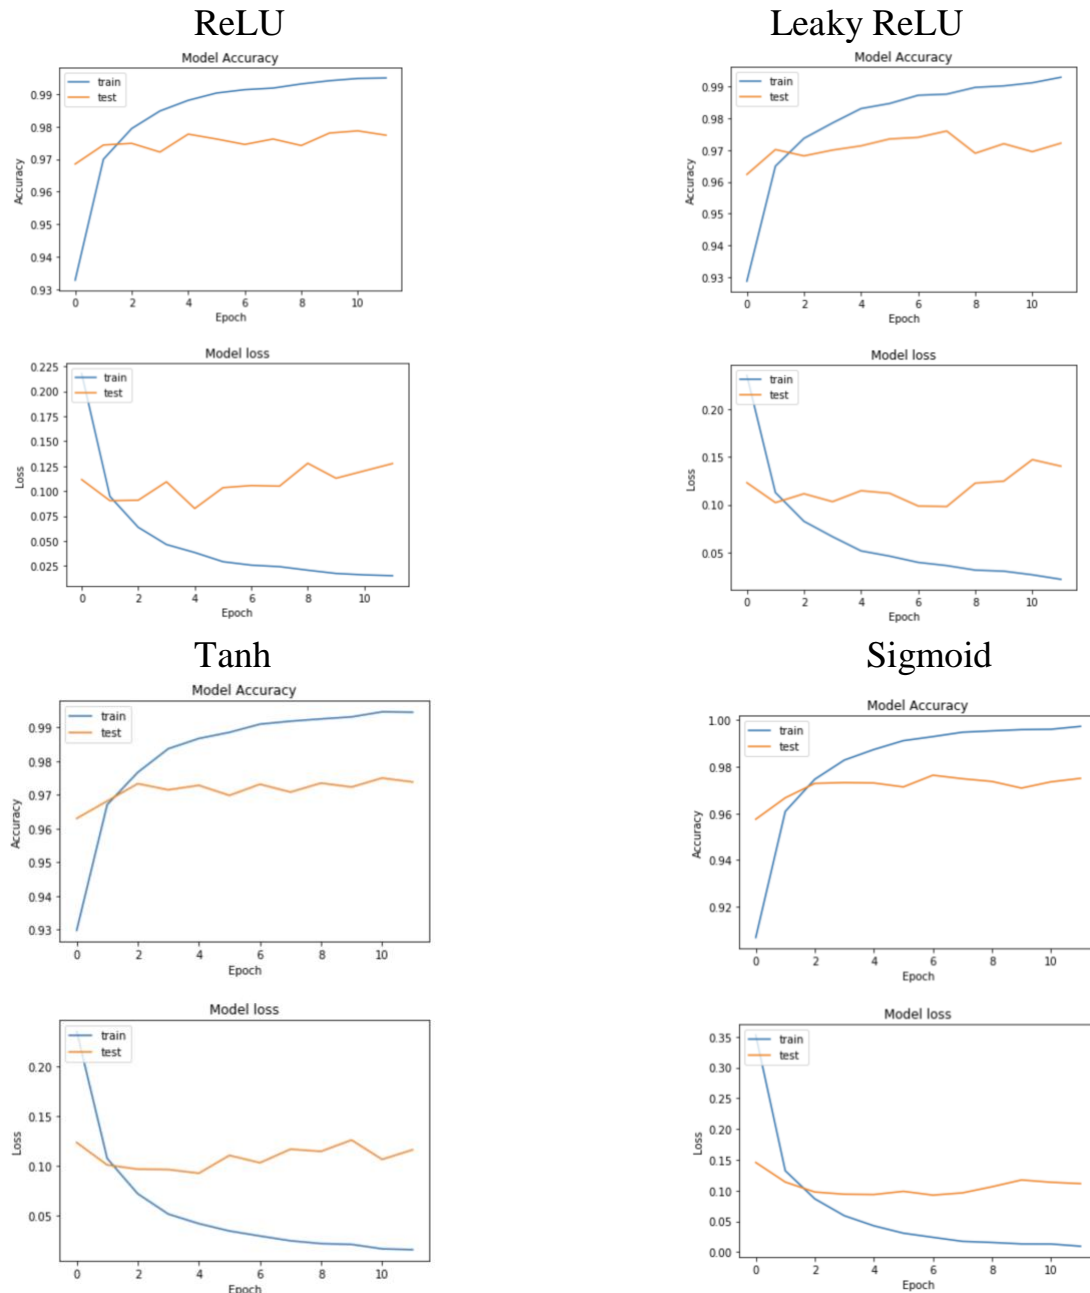 ReLU
Leaky ReLU
Model Accuracy
train
test
0.99
0.98
0.97
0.96
0.95
0.94
0.93
Accuracy
0 2 4 6 8 10
Epoch
Model Accuracy
train
test
0.99
0.98
0.97
0.96
0.95
0.94
0.93
Accuracy
0 2 4 6 8 10
Epoch
Model loss
train
test
0.225
0.200
0.175
0.150
0.125
0.100
0.075
0.050
0.025
Loss
0 2 4 6 8 10
Epoch
Model loss
train
test
0.20
0.15
0.10
0.05
Loss
0 2 4 6 8 10
Epoch
Tanh
Sigmoid
Model Accuracy
train
test
0.99
0.98
0.97
0.96
0.95
0.94
0.93
Accuracy
0 2 4 6 8 10
Epoch
Model Accuracy
train
test
1.00
0.98
0.96
0.94
0.92
Accuracy
0 2 4 6 8 10
Epoch
Model loss
train
test
0.20
0.15
0.10
0.05
Loss
0 2 4 6 8 10
Epoch
Model loss
train
test
0.35
0.30
0.25
0.20
0.15
0.10
0.05
0.00
Loss
0 2 4 6 8 10
Epoch